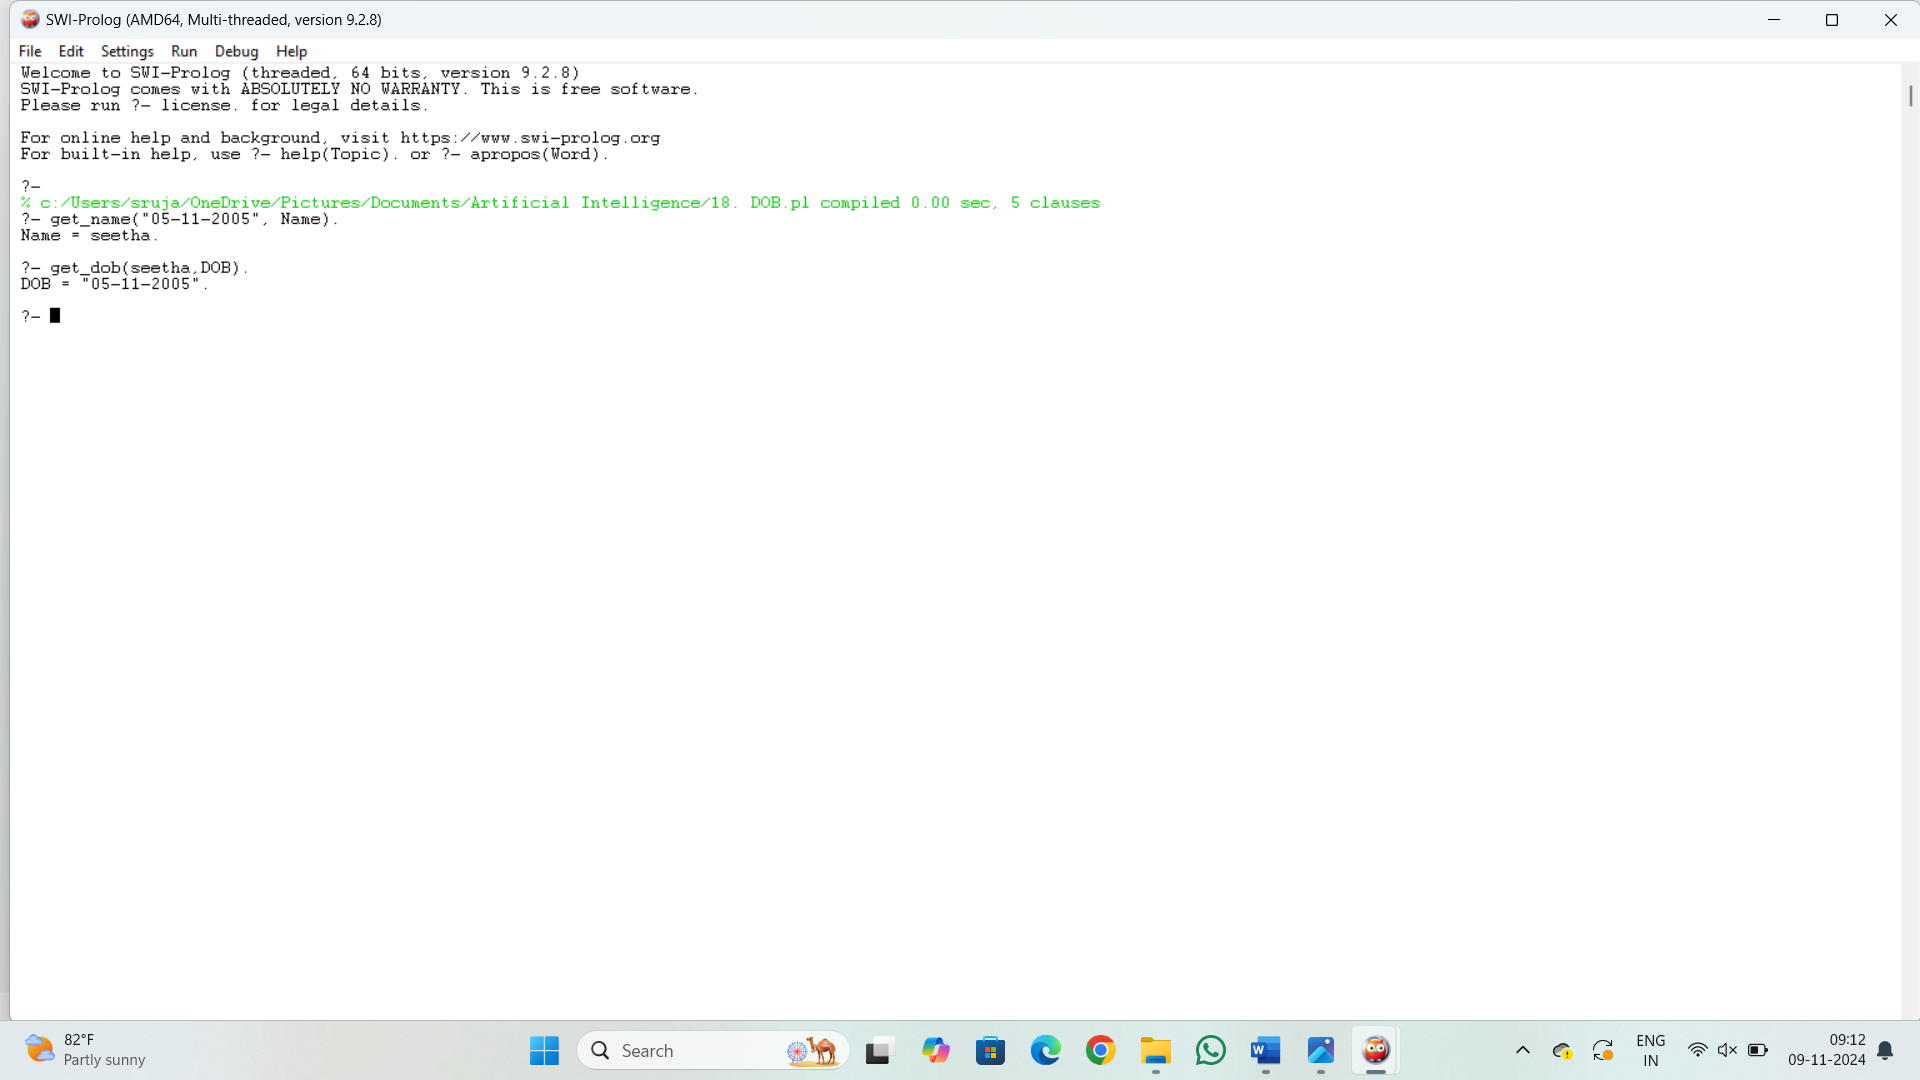 SWI-Prolog (AMD64, Multi-threaded, version 9.2.8)
File Edit Settings Run Debug Help
Welcome to SWI-Prolog (threaded, 64 bits, version 9.2.8)
SWI-Prolog comes with ABSOLUTELY NO WARRANTY. This is free software.
Please run ?- license. for legal details.
For online help and background, visit https://www.swi-prolog.org
For built-in help, use ?- help(Topic). or ?- apropos(Word).
?-
% c:/Users/sruja/OneDrive/Pictures/Documents/Artificial Intelligence/18. DOB.pl compiled 0.00 sec, 5 clauses
?- get_name("05-11-2005", Name).
Name = seetha.
?- get_dob(seetha,DOB).
DOB = "05-11-2005".
?-
82°F
Partly sunny
Search
ENG
IN
09:12
09-11-2024